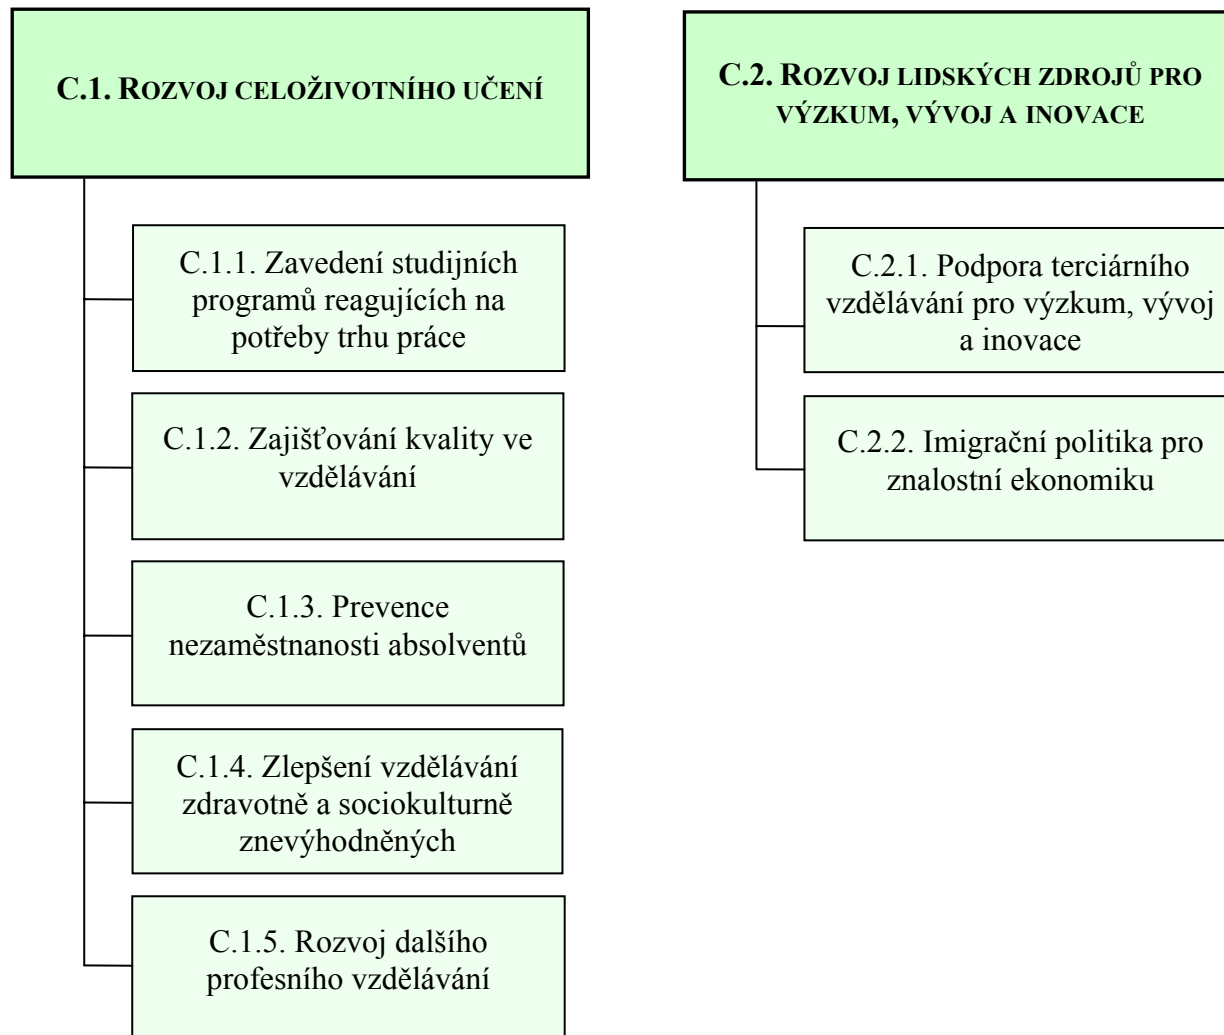 C.1. ROZVOJ CELOŽIVOTNÍHO UČENÍ
C.1.1. Zavedení studijních
programů reagujících na
potřeby trhu práce
C.1.2. Zajišťování kvality ve
vzdělávání
C.1.3. Prevence
nezaměstnanosti absolventů
C.1.4. Zlepšení vzdělávání
zdravotně a sociokulturně
znevýhodněných
C.1.5. Rozvoj dalšího
profesního vzdělávání
C.2. ROZVOJ LIDSKÝCH ZDROJŮ PRO
VÝZKUM, VÝVOJ A INOVACE
C.2.1. Podpora terciárního
vzdělávání pro výzkum, vývoj
a inovace
C.2.2. Imigrační politika pro
znalostní ekonomiku